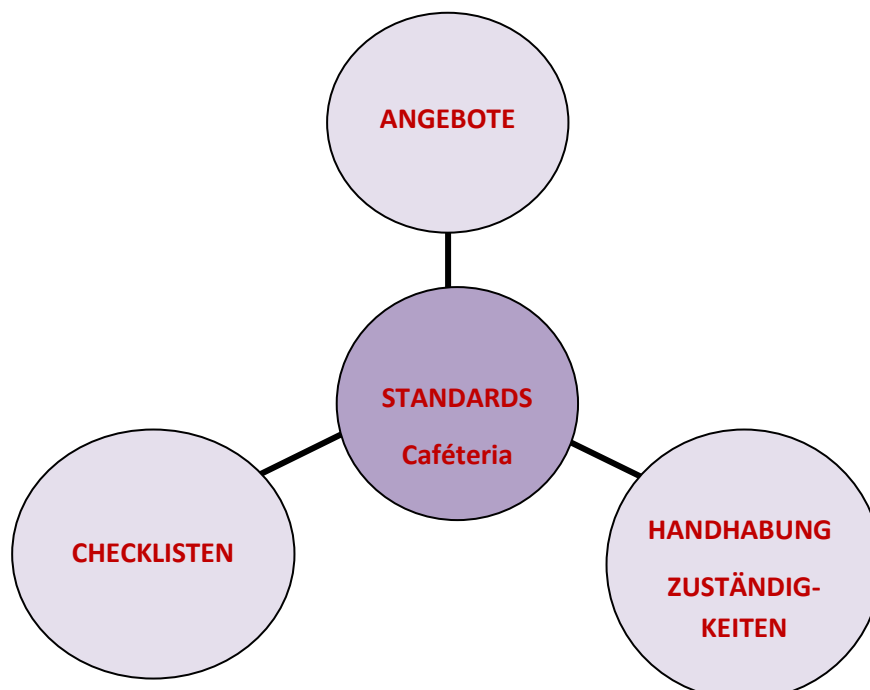 ANGEBOTE
STANDARDS
Caféteria
CHECKLISTEN
HANDHABUNG
ZUSTÄNDIG-
KEITEN